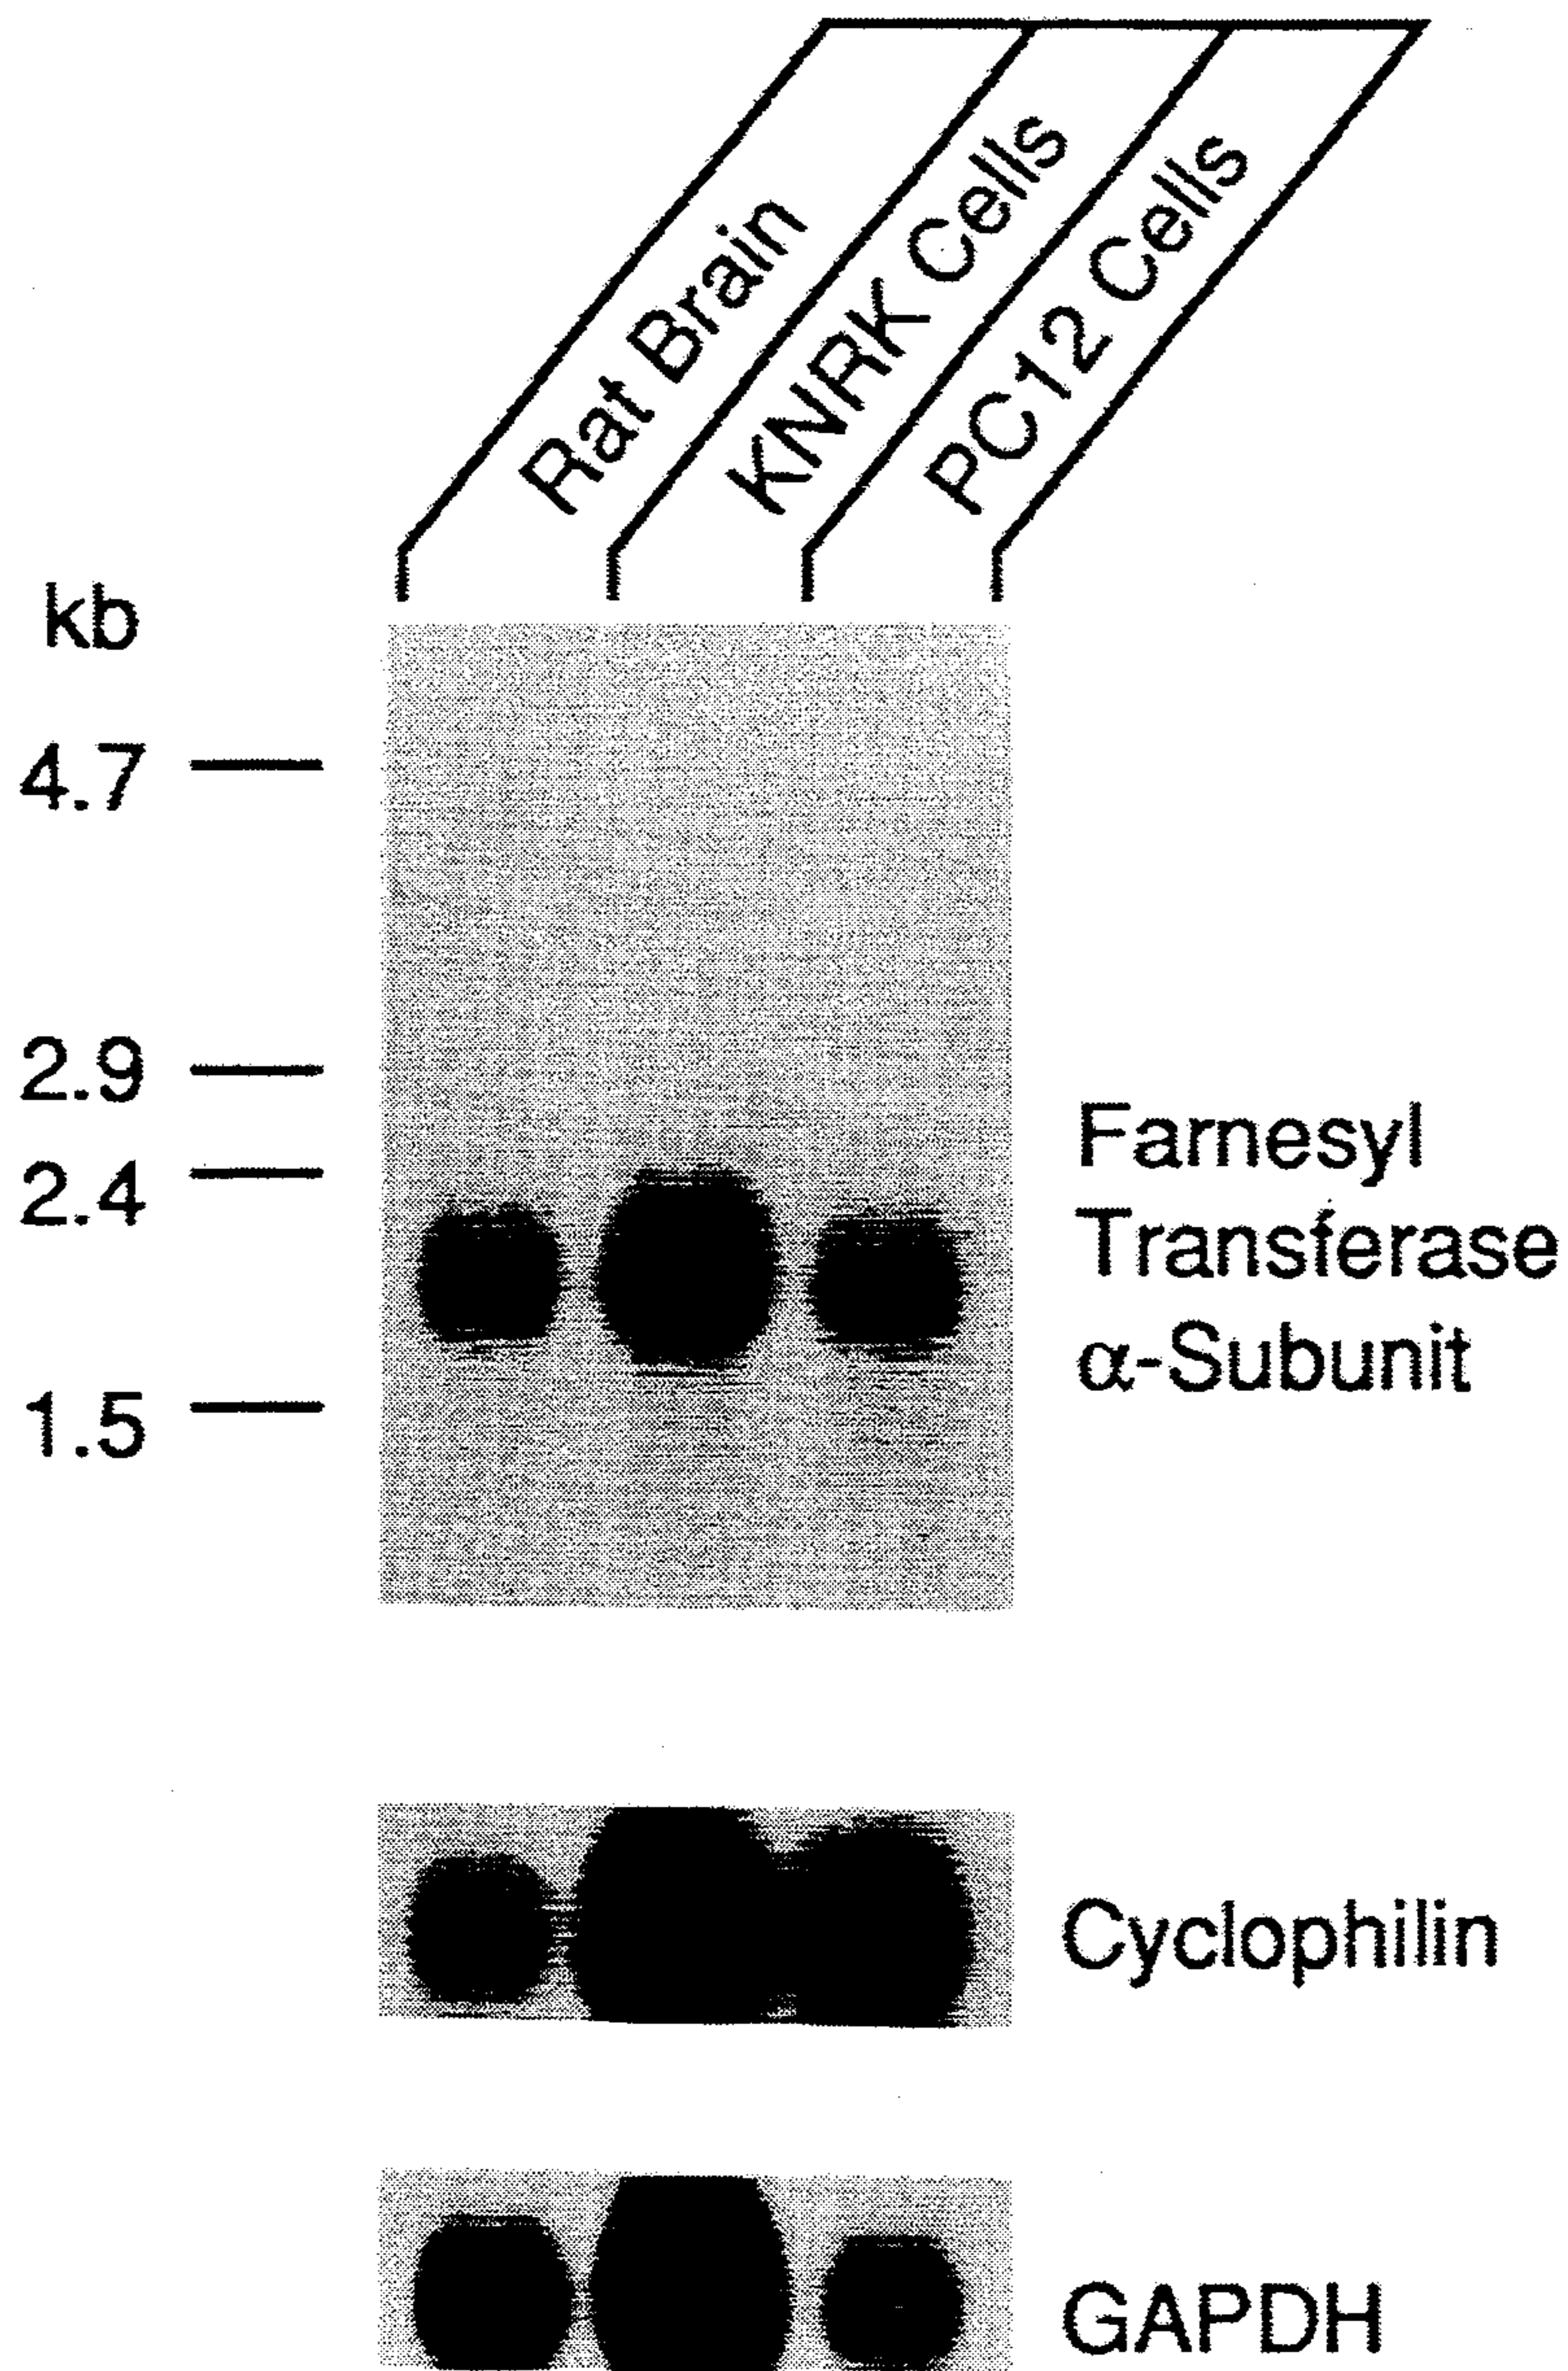 Rat Brain
KNRK Cells
PC12 Cells
kb
4.7
2.9
2.4
1.5
Farnesyl
Transferase
α-Subunit
Cyclophilin
GAPDH